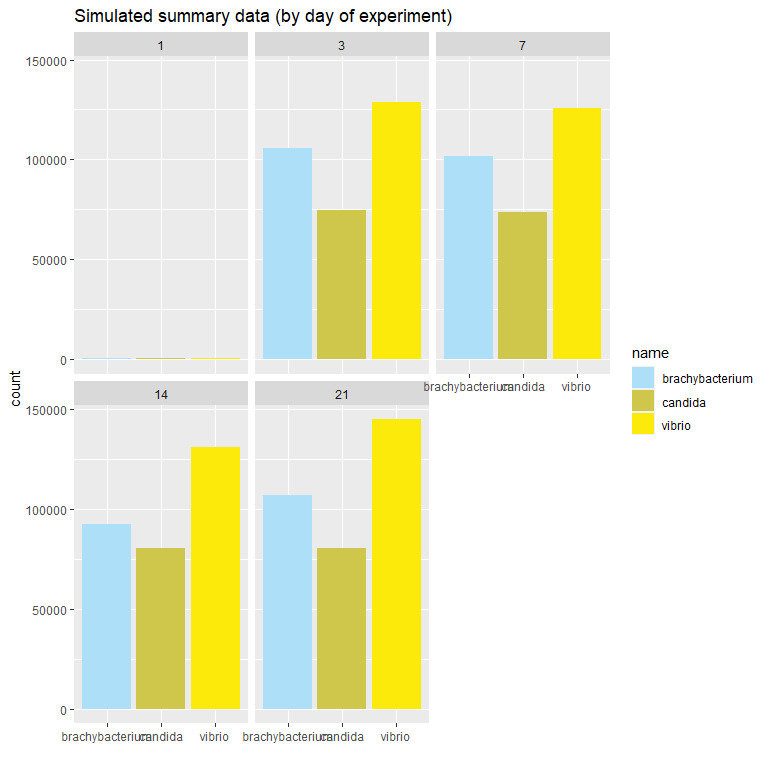 Simulated summary data (by day of experiment)
1
3
7
150000
100000
50000
0
brachybacterium candida vibrio
count
14
21
150000
100000
50000
0
brachybacterium candida vibrio
brachybacterium candida vibrio
name
brachybacterium
candida
vibrio